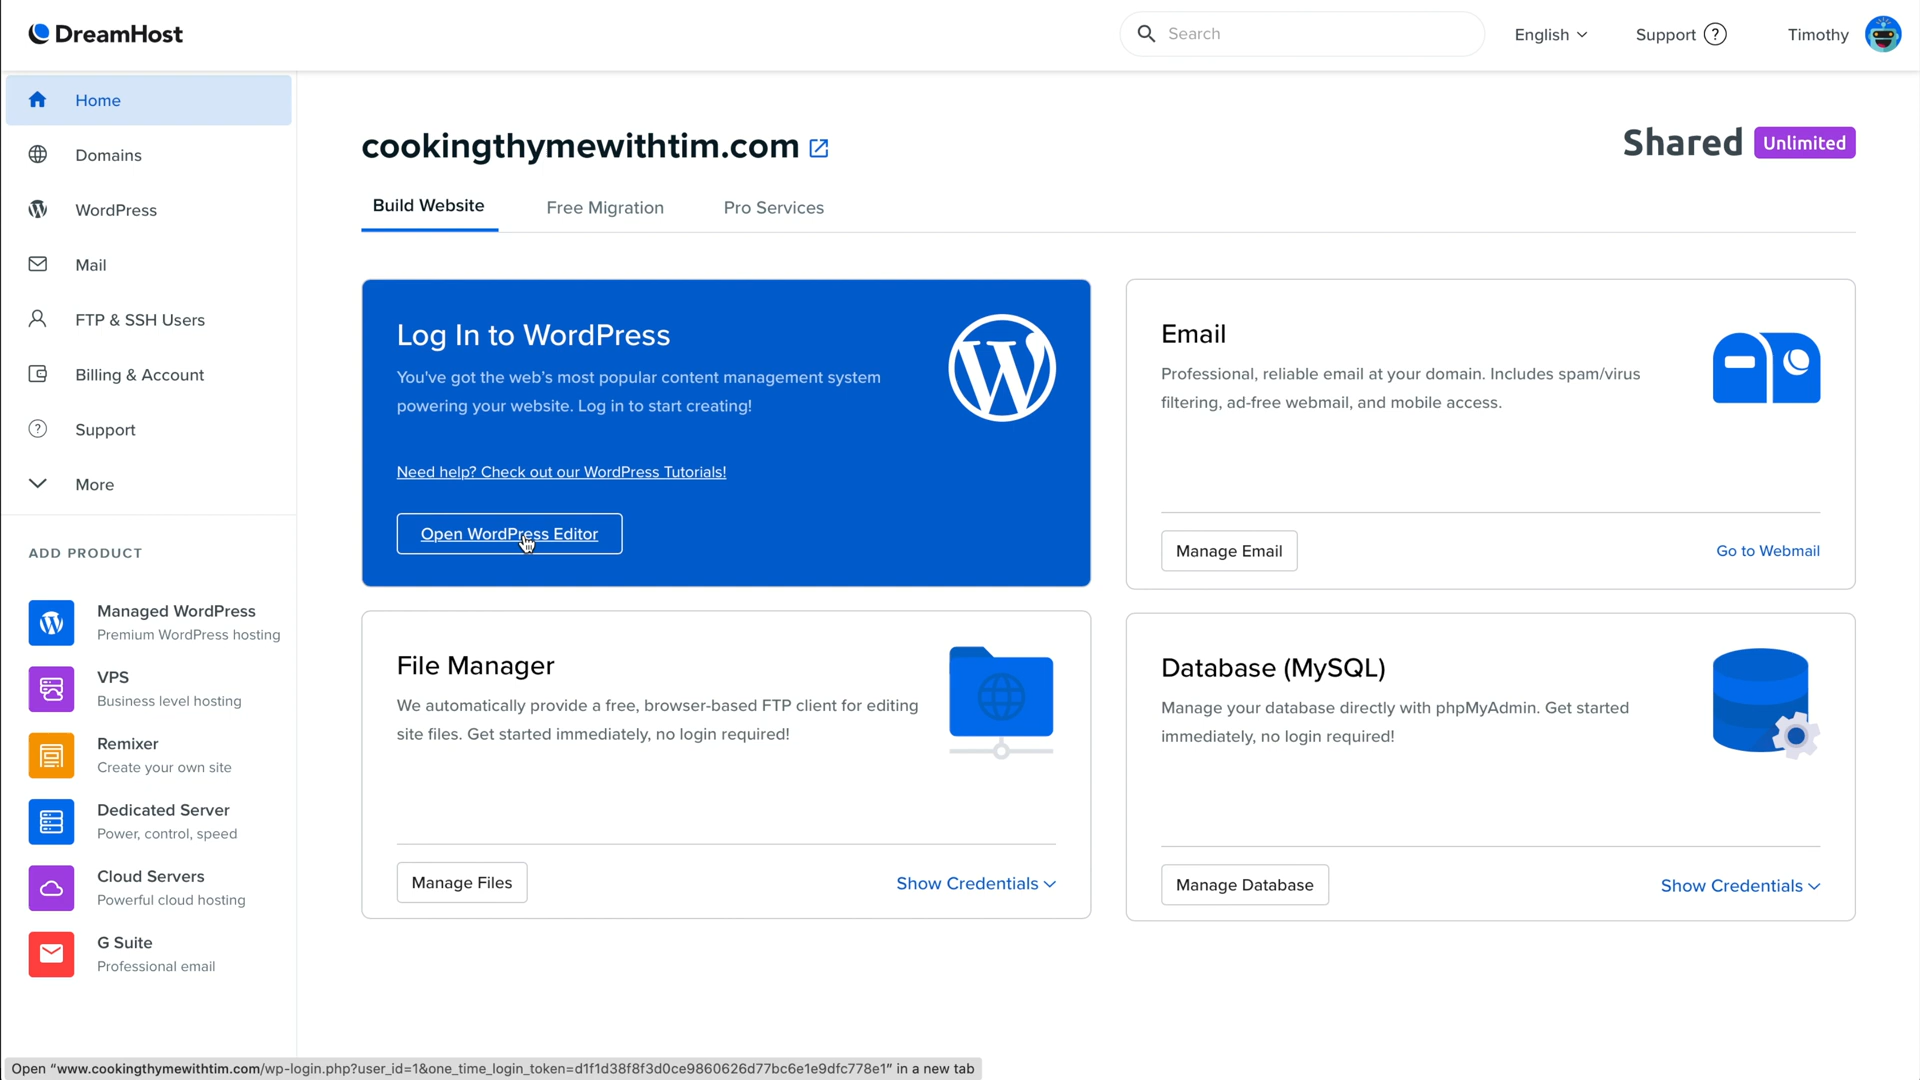 DreamHost
Search
English
Support ?
Timothy
Home
Domains
WordPress
Mail
FTP & SSH Users
Billing & Account
Support
More
ADD PRODUCT
Managed WordPress
Premium WordPress hosting
VPS
Business level hosting
Remixer
Create your own site
Dedicated Server
Power, control, speed
Cloud Servers
Powerful cloud hosting
G Suite
Professional email
cookingthymewithtim.com
Shared Unlimited
Build Website
Free Migration
Pro Services
Log In to WordPress
You've got the web’s most popular content management system
powering your website. Log in to start creating!
Need help? Check out our WordPress Tutorials!
Open WordPress Editor
Email
Professional, reliable email at your domain. Includes spam/virus
filtering, ad-free webmail, and mobile access.
Manage Email
Go to Webmail
File Manager
We automatically provide a free, browser-based FTP client for editing
site files. Get started immediately, no login required!
Manage Files
Show Credentials
Database (MySQL)
Manage your database directly with phpMyAdmin. Get started
immediately, no login required!
Manage Database
Show Credentials
Open “www.cookingthymewithtim.com/wp-login.php?user_id=1&one_time_login_token=d1f1d38f8f3d0ce9860626d77bc6e1e9dfc778e1” in a new tab